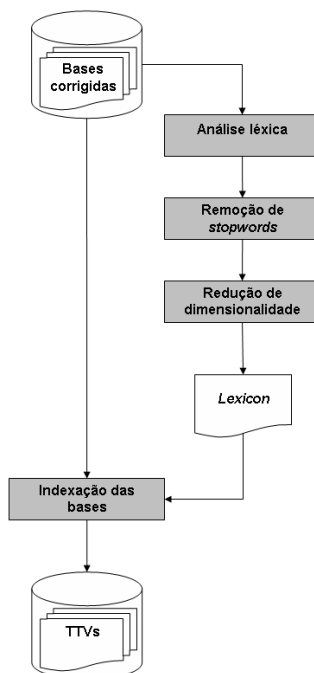 Bases
corrigidas
Análise léxica
Remoção de
stopwords
Redução de
dimensionalidade
Lexicon
Indexação das
bases
TTVs